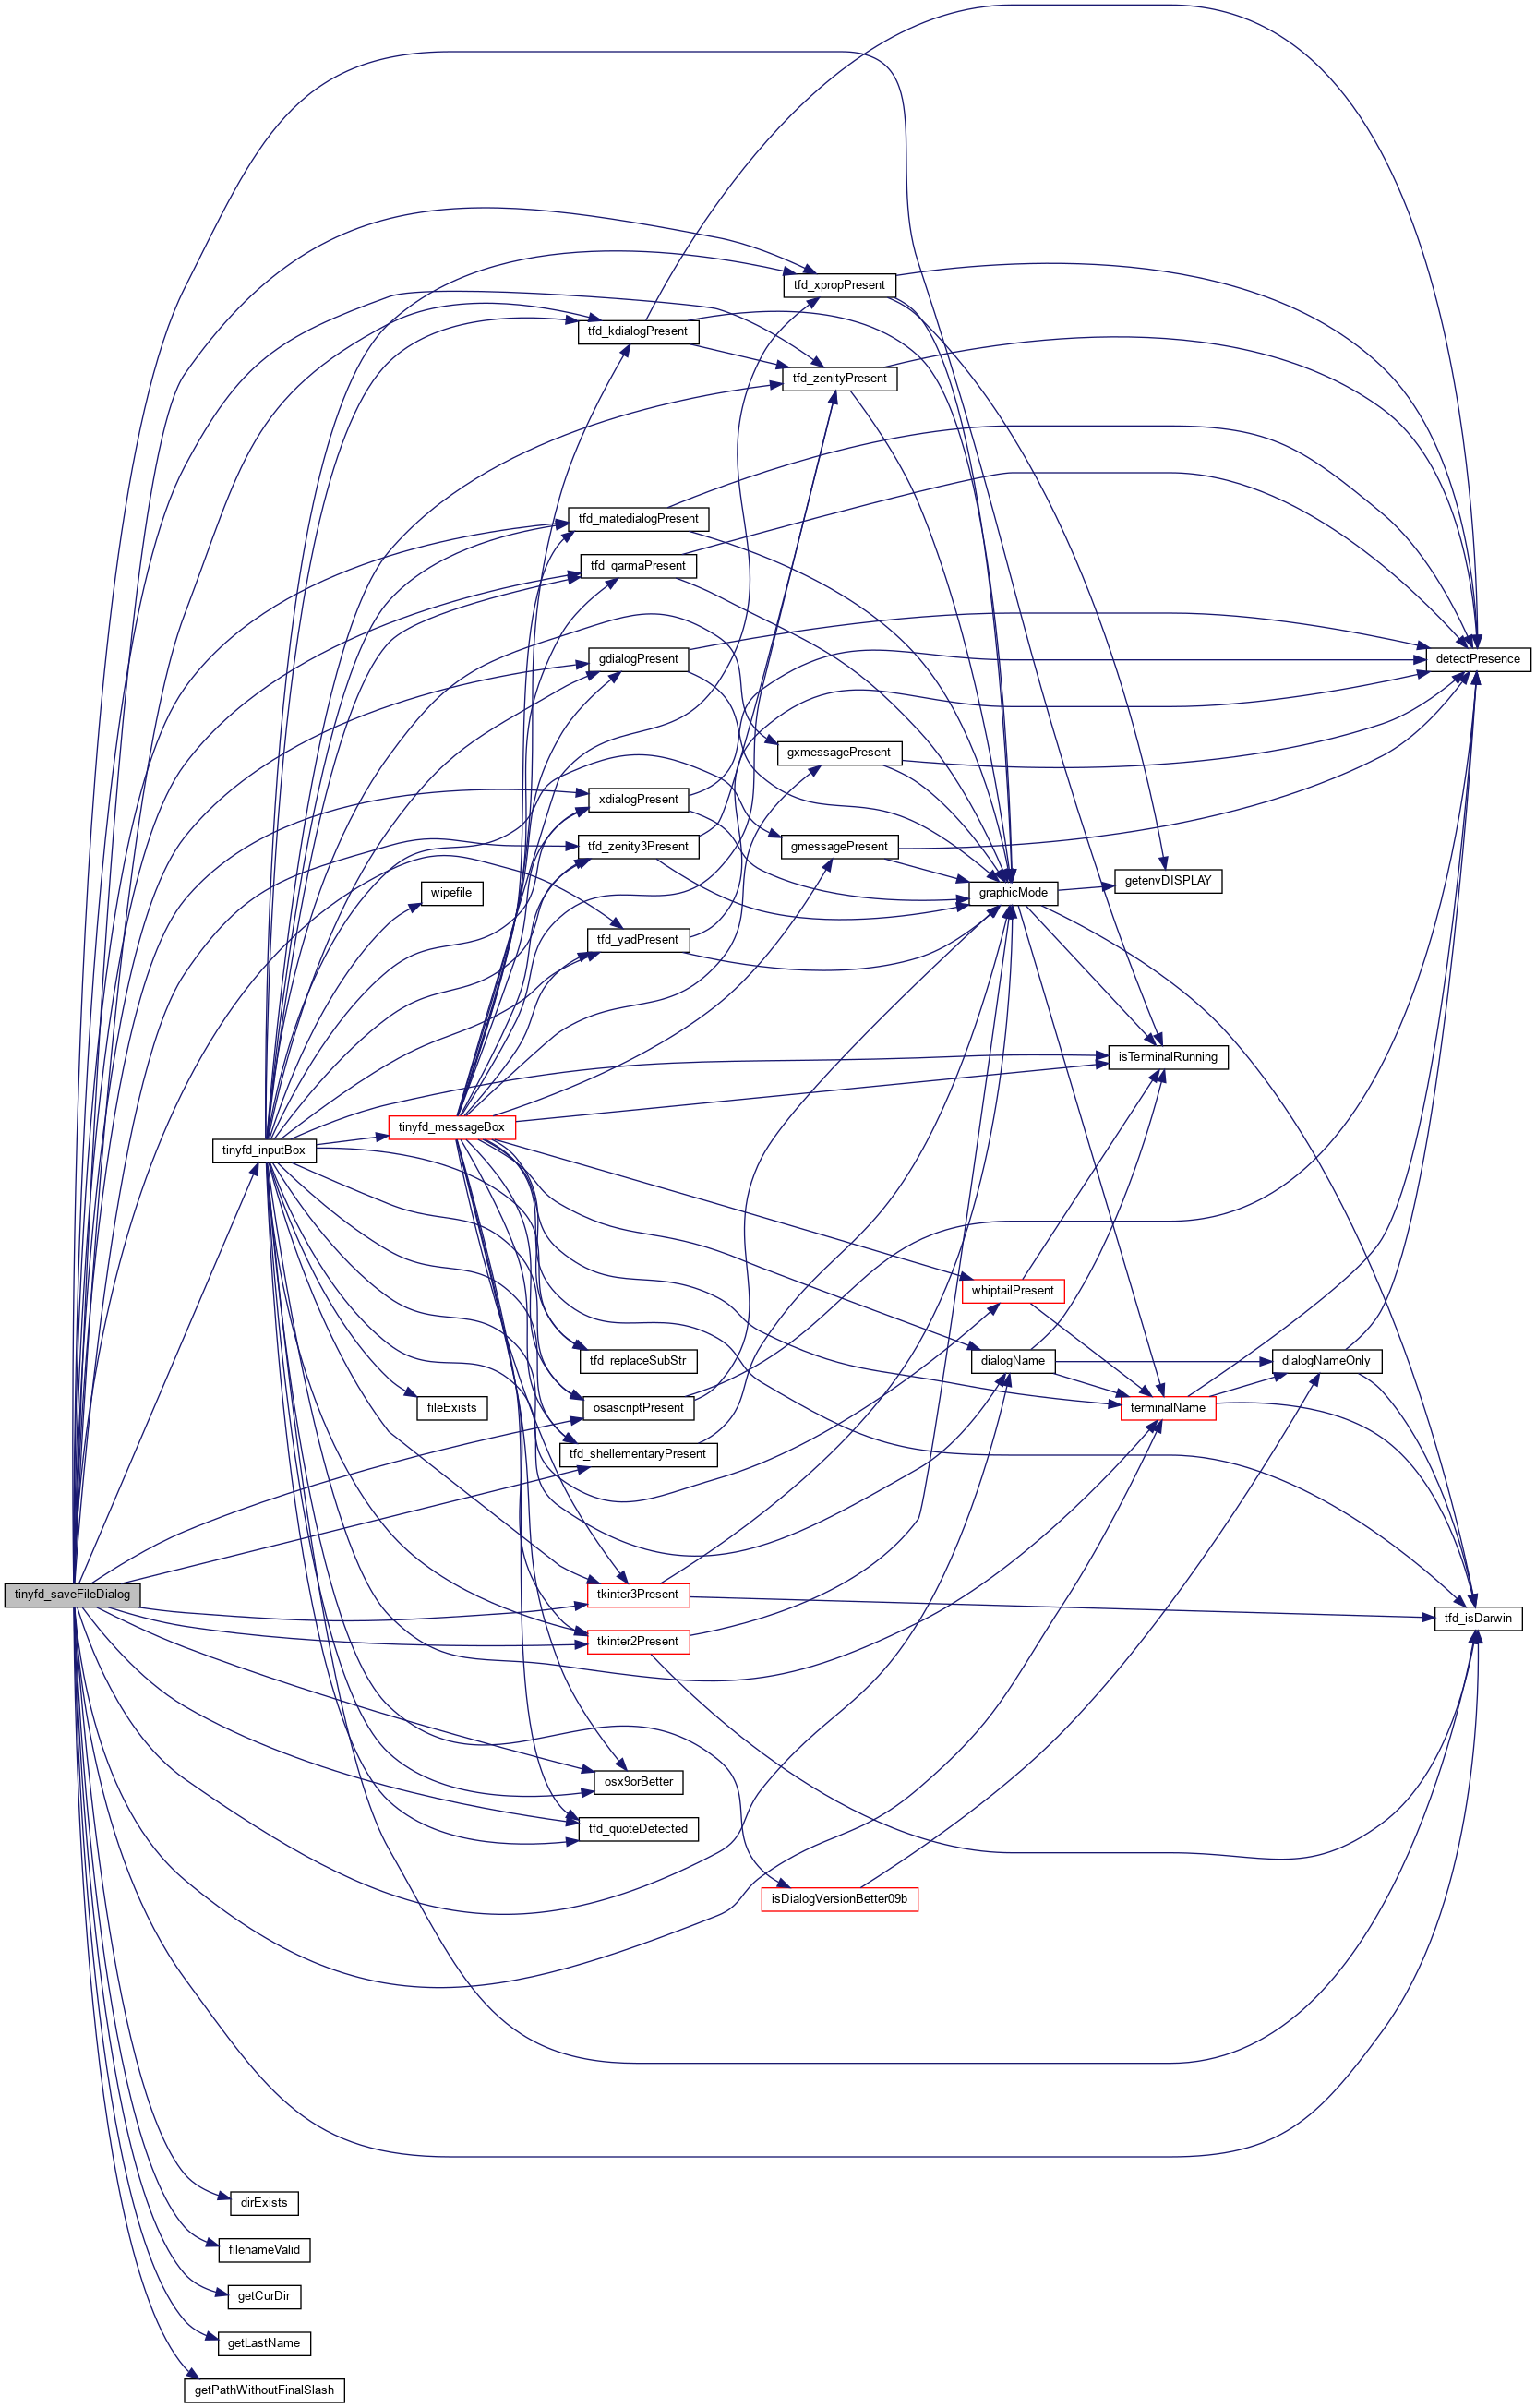 tfd_xpropPresent
tfd_kdialogPresent
tfd_zenityPresent
tfd_matedialogPresent
tfd_qarmaPresent
gdialogPresent
detectPresence
gxmessagePresent
xdialogPresent
tfd_zenity3Present
gmessagePresent
getenvDISPLAY
wipefile
graphicMode
tfd_yadPresent
isTerminalRunning
tinyfd_messageBox
tinyfd_inputBox
whiptailPresent
tfd_replaceSubStr
dialogName
dialogNameOnly
fileExists
osascriptPresent
terminalName
tfd_shellementaryPresent
tinyfd_saveFileDialog
tkinter3Present
tfd_isDarwin
tkinter2Present
osx9orBetter
tfd_quoteDetected
isDialogVersionBetter09b
dirExists
filenameValid
getCurDir
getLastName
getPathWithoutFinalSlash